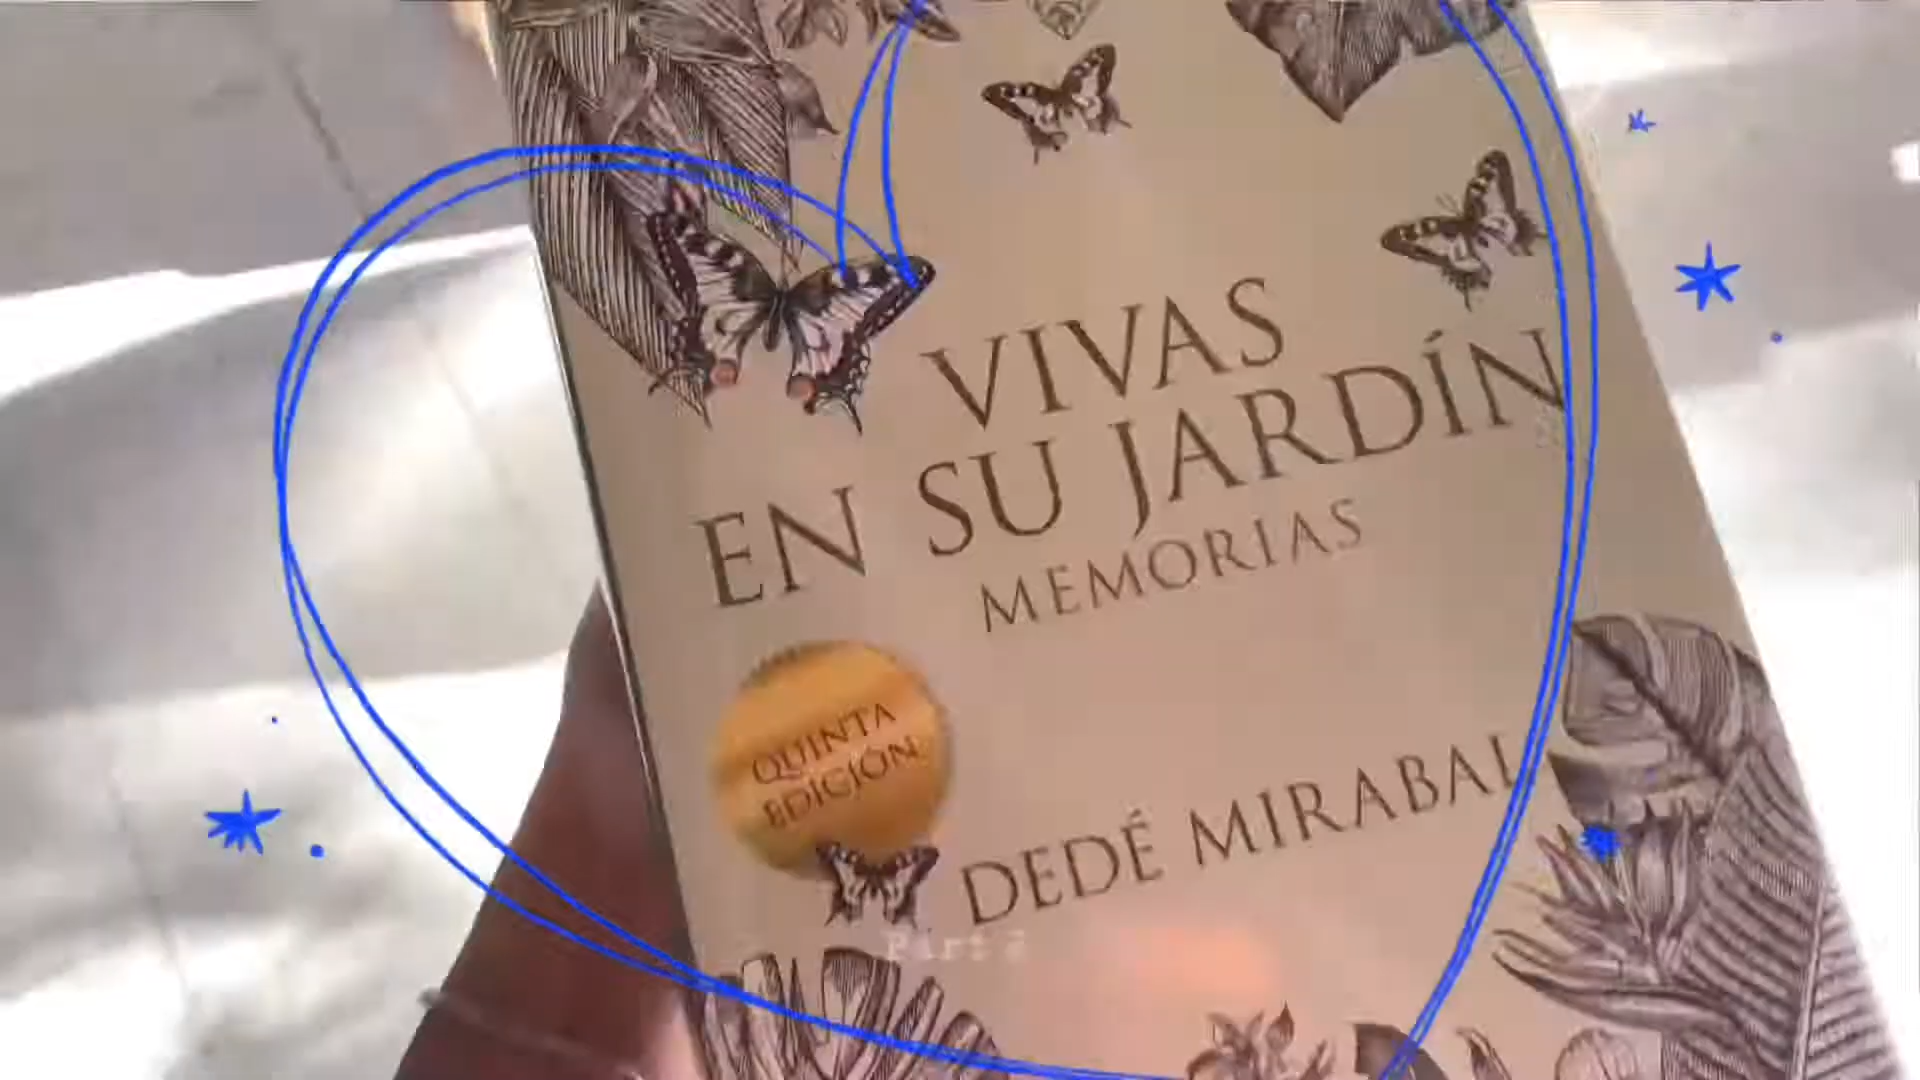 VIVAS
EN SU JARDÍN
MEMORIAS
QUINTA
EDICIÓN
DEDÉ MIRABAL